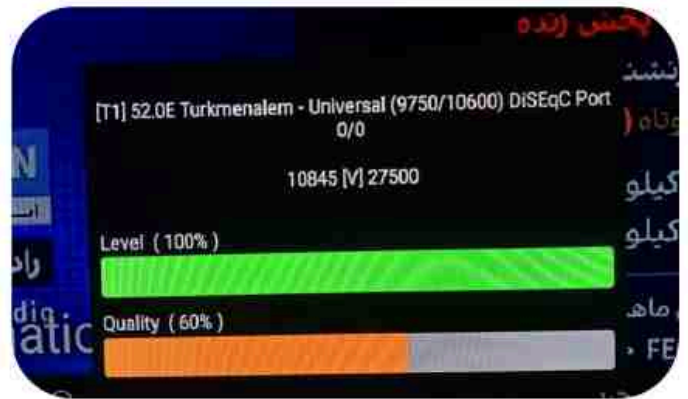 پخش زنده
[T1] 52.0E Turkmenalem - Universal (9750/10600) DiSEqC Port
0/0
10845 [V] 27500
کیلو
کیلو
Level ( 100% )
Quality ( 60% )